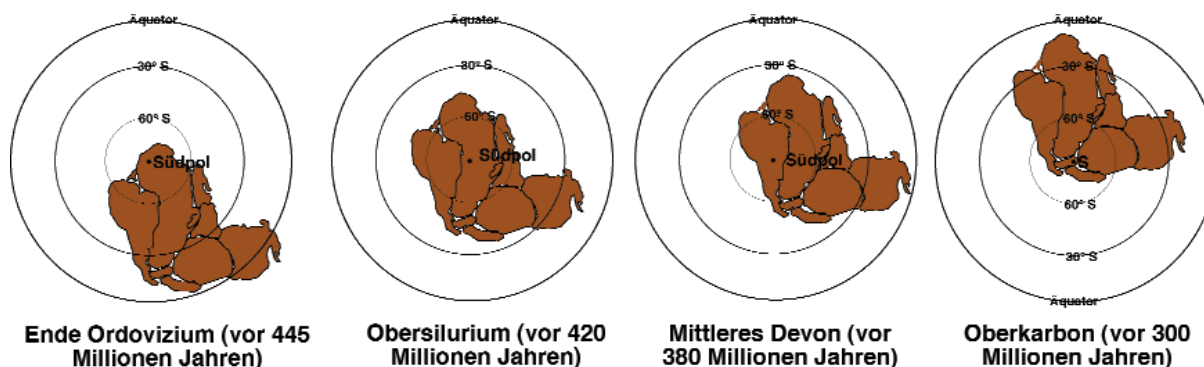 Äquator
30° S
60° S
Südpol
Ende Ordovizium (vor 445
Millionen Jahren)
Äquator
30° S
60° S
Südpol
Obersilurium (vor 420
Millionen Jahren)
Äquator
30° S
60° S
Südpol
Mittleres Devon (vor
380 Millionen Jahren)
Äquator
30° S
60° S
S
60° S
30° S
Äquator
Oberkarbon (vor 300
Millionen Jahren)